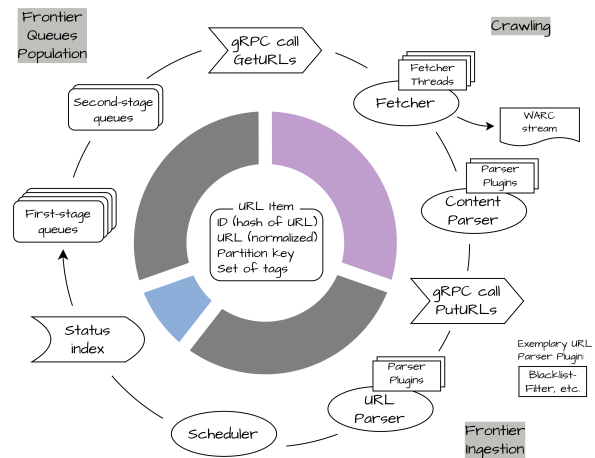 Frontier
Queues
Population
gRPC call
GetURLs
Crawling
Fetcher
Threads
Fetcher
WARC
stream
Second-stage
queues
Parser
Plugins
Content
Parser
First-stage
queues
URL Item
ID (hash of URL)
URL (normalized)
Partition key
Set of tags
gRPC call
PutURLs
Status
index
Exemplary URL
Parser Plugin:
Blacklist-
Filter, etc.
Parser
Plugins
URL
Parser
Scheduler
Frontier
Ingestion